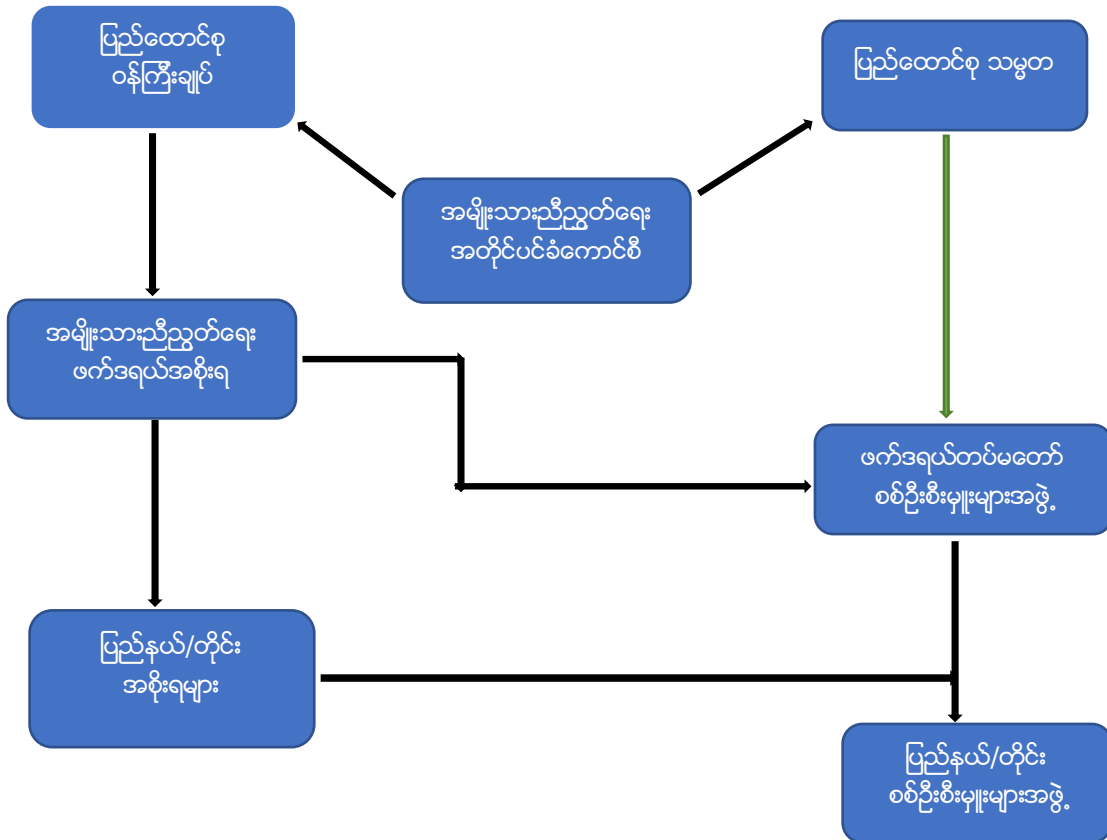 ပြည်ထောင်စု
ဝန်ကြီးချုပ်
ပြည်ထောင်စု သမ္မတ
အမျိုးသားညီညွတ်ရေး
အတိုင်ပင်ခံကောင်စီ
အမျိုးသားညီညွတ်ရေး
ဖက်ဒရယ်အစိုးရ
ဖက်ဒရယ်တပ်မတော်
စစ်ဦးစီးမှူးများအဖွဲ့
ပြည်နယ်/တိုင်း
အစိုးရများ
ပြည်နယ်/တိုင်း
စစ်ဦးစီးမှူးများအဖွဲ့